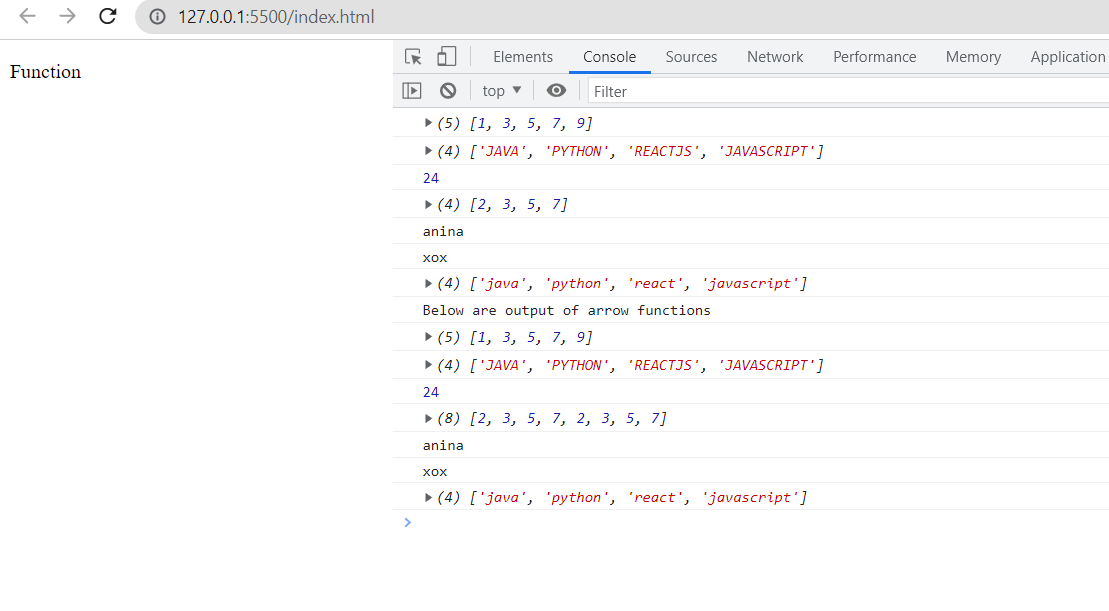 127.0.0.1:5500/index.html
Function
Elements Console Sources Network Performance Memory Application
top Filter
(5) [1, 3, 5, 7, 9]
(4) ['JAVA', 'PYTHON', 'REACTJS', 'JAVASCRIPT']
24
(4) [2, 3, 5, 7]
anina
xox
(4) ['java', 'python', 'react', 'javascript']
Below are output of arrow functions
(5) [1, 3, 5, 7, 9]
(4) ['JAVA', 'PYTHON', 'REACTJS', 'JAVASCRIPT']
24
(8) [2, 3, 5, 7, 2, 3, 5, 7]
anina
xox
(4) ['java', 'python', 'react', 'javascript']